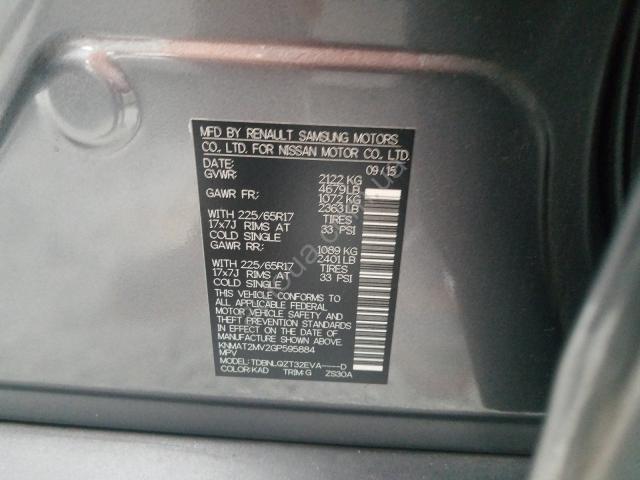 MFD BY RENAULT SAMSUNG MOTORS
CO., LTD. FOR NISSAN MOTOR CO., LTD.
DATE: 09/15
GVWR: 2122 KG
4679 LB
GAWR FR: 1072 KG
2363 LB
WITH 225/65R17 TIRES
17x7J RIMS AT 33 PSI
COLD SINGLE
GAWR RR: 1089 KG
2401 LB
WITH 225/65R17 TIRES
17x7J RIMS AT 33 PSI
COLD SINGLE
THIS VEHICLE CONFORMS TO
ALL APPLICABLE FEDERAL
MOTOR VEHICLE SAFETY AND
THEFT PREVENTION STANDARDS
IN EFFECT ON THE DATE OF
MANUFACTURE SHOWN ABOVE.
KNMAT2MV2GP595884
MPV
MODEL:TDBNLQZT32EVA-----D
COLOR:KAD TRIM:G ZS30A